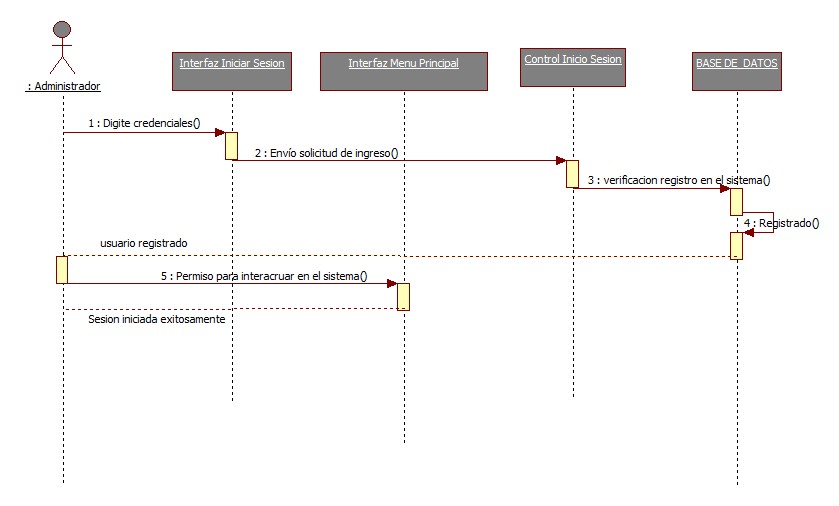 : Administrador
Interfaz Iniciar Sesion
Interfaz Menu Principal
Control Inicio Sesion
BASE DE_DATOS
1 : Digite credenciales()
2 : Envío solicitud de ingreso()
3 : verificacion registro en el sistema()
4 : Registrado()
usuario registrado
5 : Permiso para interacruar en el sistema()
Sesion iniciada exitosamente